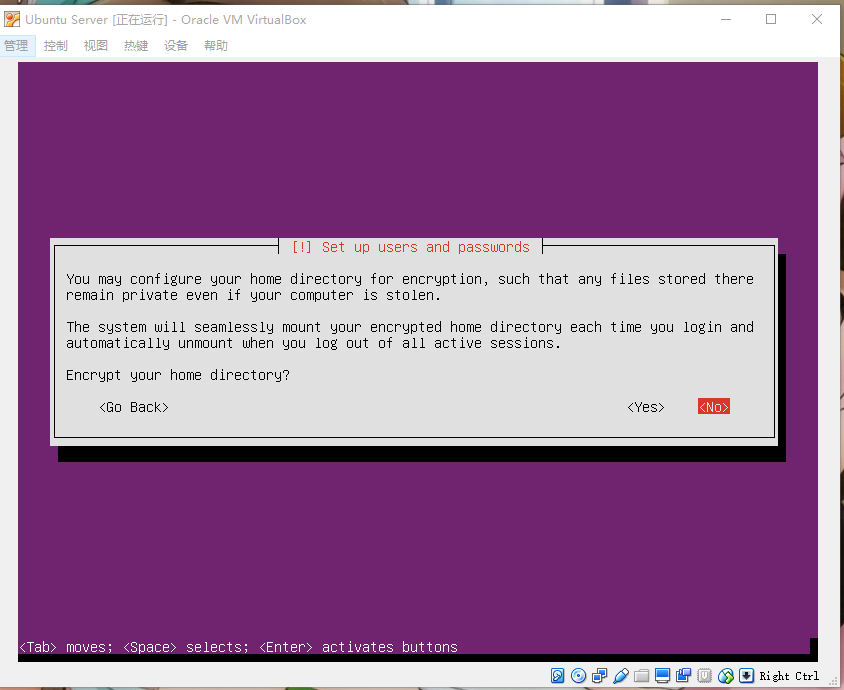 Ubuntu Server [正在运行] - Oracle VM VirtualBox
管理 控制 视图 热键 设备 帮助
[!] Set up users and passwords
You may configure your home directory for encryption, such that any files stored there
remain private even if your computer is stolen.
The system will seamlessly mount your encrypted home directory each time you login and
automatically unmount when you log out of all active sessions.
Encrypt your home directory?
<Go Back> <Yes> <No>
<Tab> moves; <Space> selects; <Enter> activates buttons
Right Ctrl